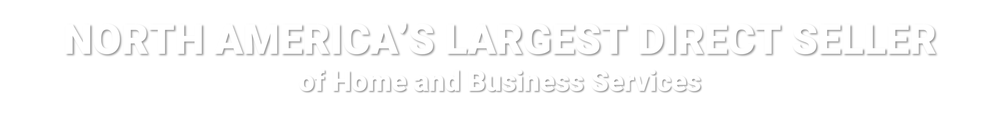 NORTH AMERICA’S LARGEST DIRECT SELLER
of Home and Business Services